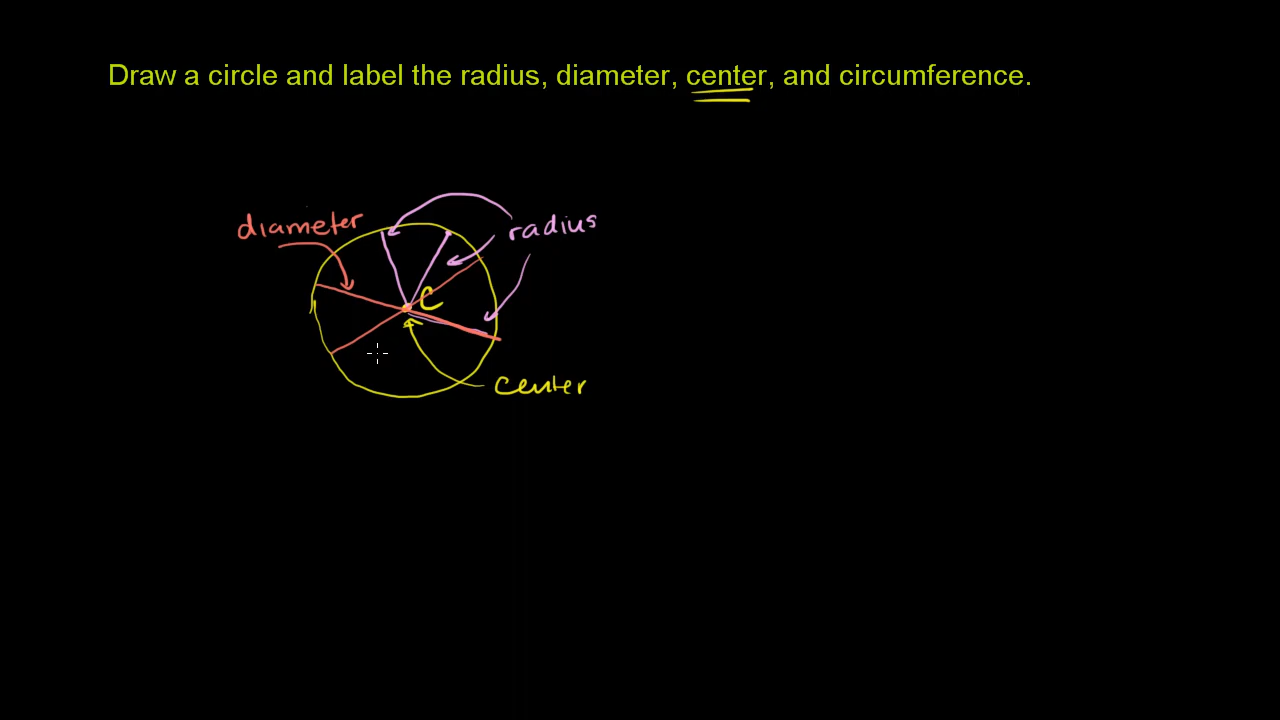 Draw a circle and label the radius, diameter, center, and circumference.
diameter
radius
C
center